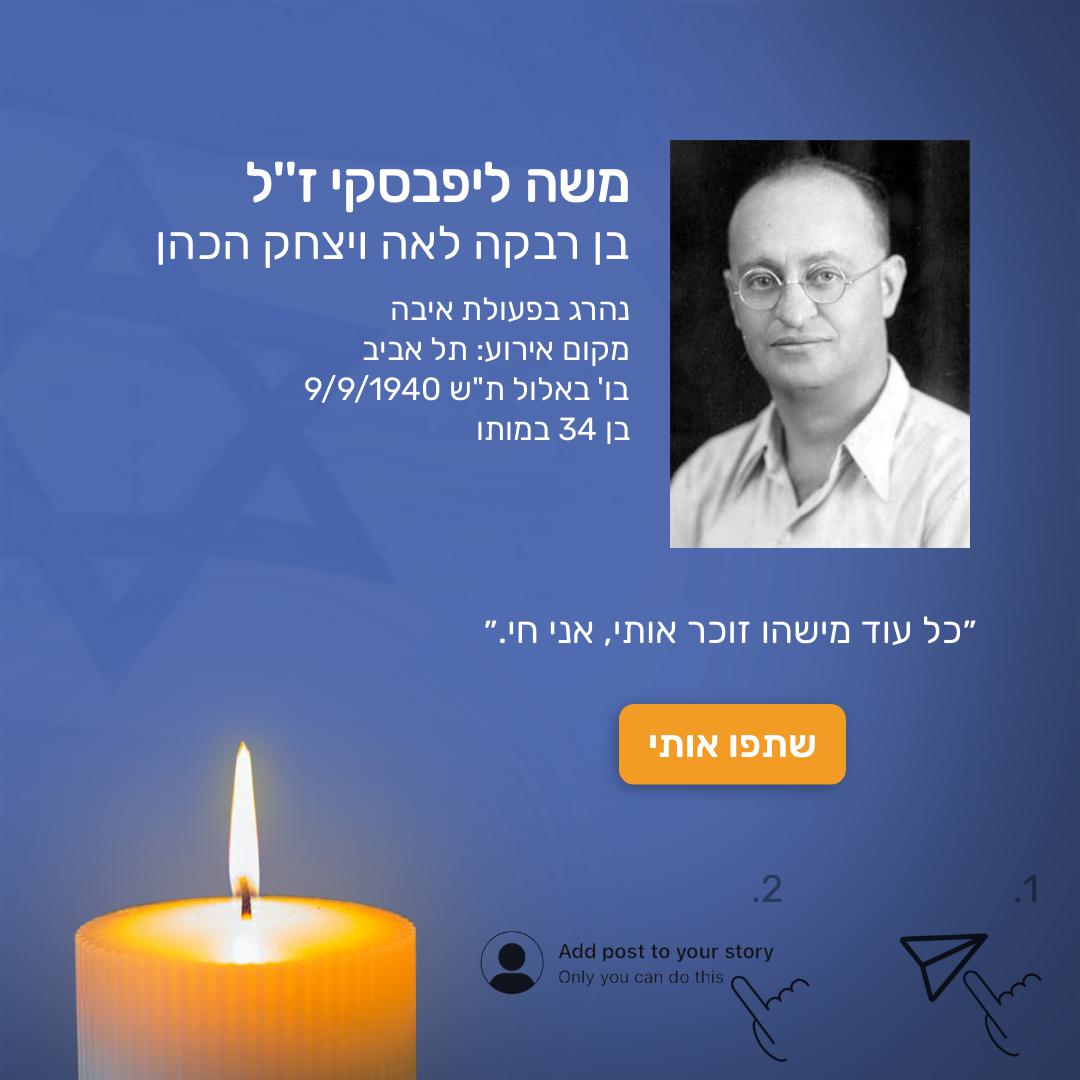 משה ליפבסקי ז"ל
בן רבקה לאה ויצחק הכהן
נהרג בפעולת איבה
מקום אירוע: תל אביב
בו' באלול ת"ש 9/9/1940
בן 34 במותו
״כל עוד מישהו זוכר אותי, אני חי.״
שתפו אותי
1.
2.
Add post to your story
Only you can do this